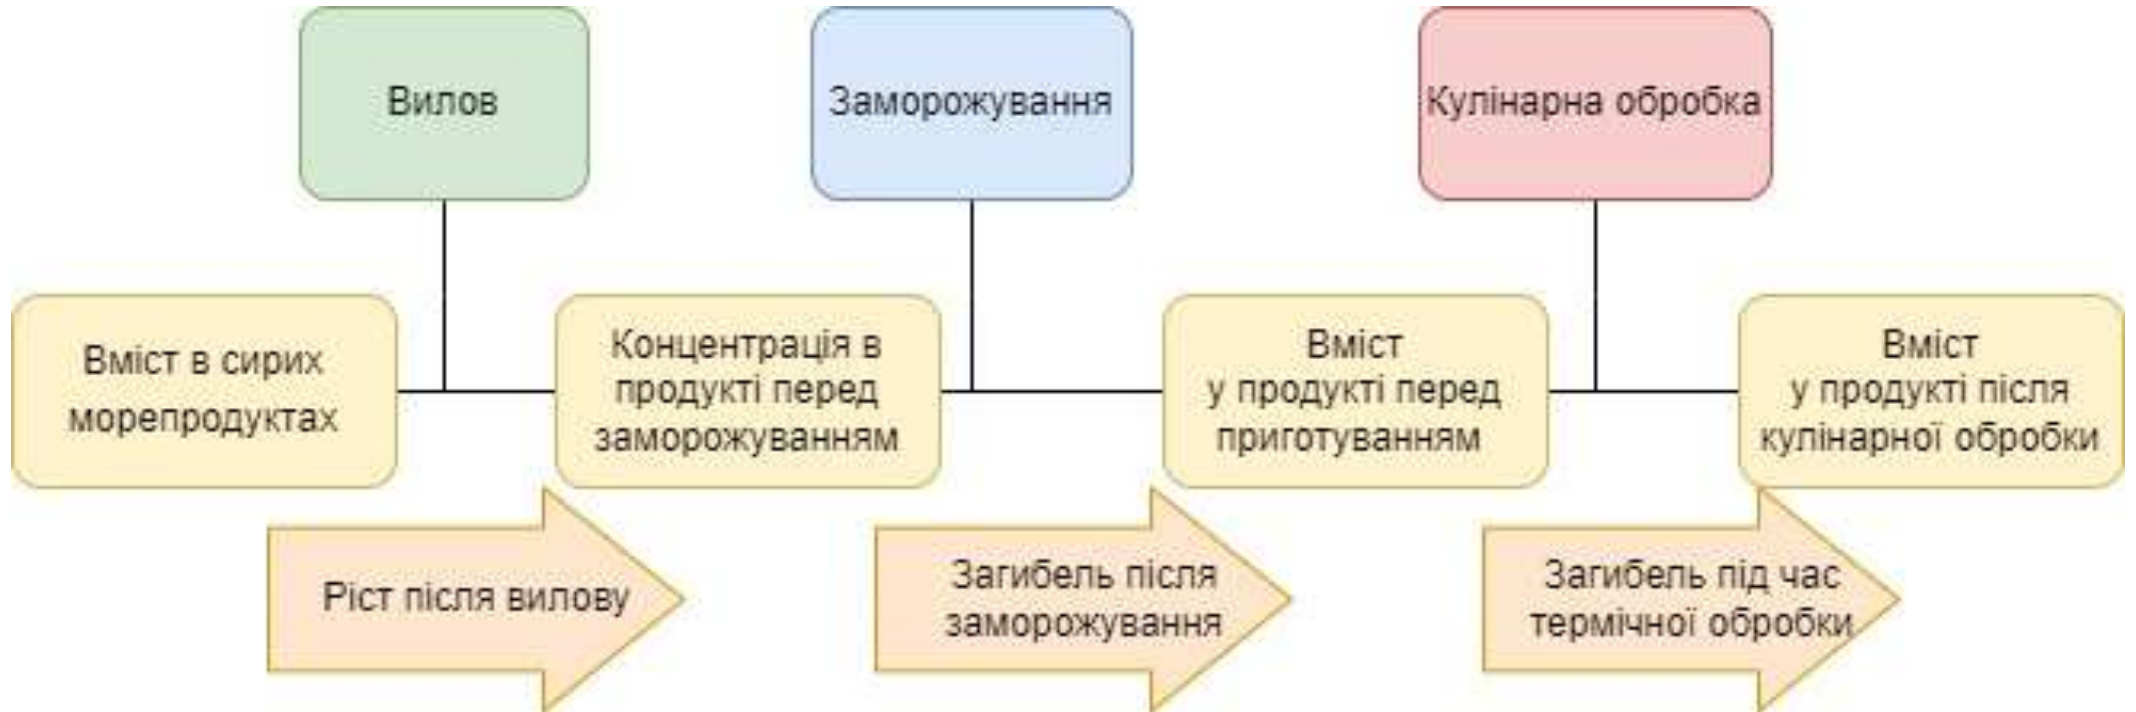 Вилов
Заморожування
Кулінарна обробка
Вміст в сирих
морепродуктах
Концентрація в
продукті перед
заморожуванням
Вміст
у продукті перед
приготуванням
Вміст
у продукті після
кулінарної обробки
Ріст після вилову
Загибель після
заморожування
Загибель під час
термічної обробки